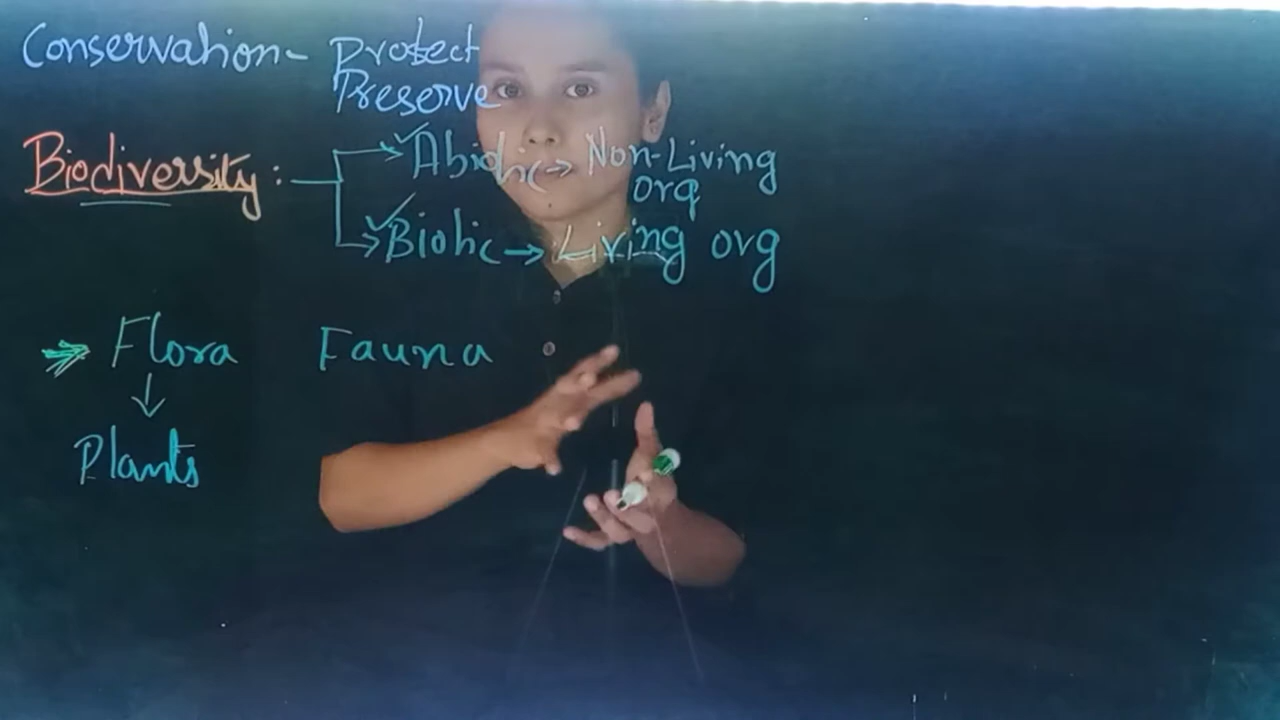 Conservation - Protect
Preserve
Biodiversity : → Abiotic → Non-Living
org
→ Biotic → Living org
⇒ Flora Fauna
↓
Plants